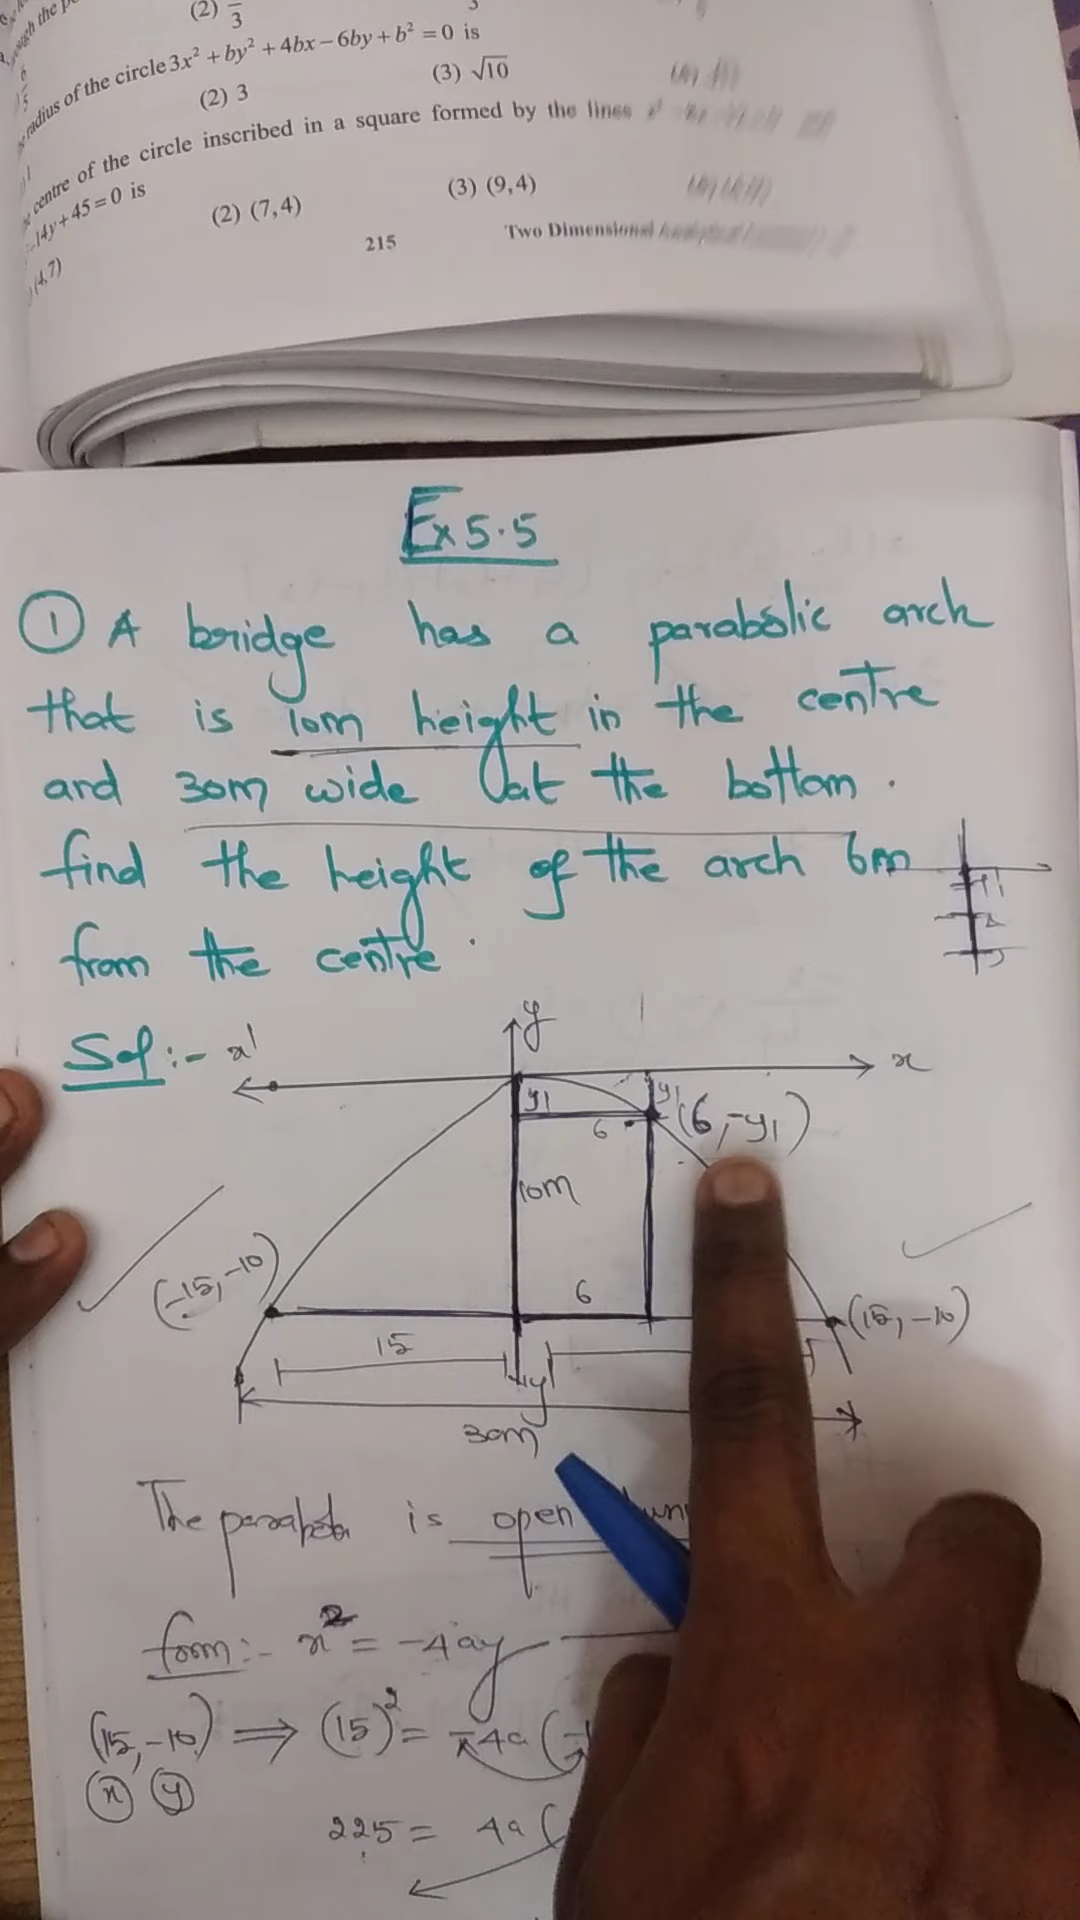 (2) 3
radius of the circle 3x² + by² + 4bx – 6by + b² = 0 is
(2) 3
(3) √10
centre of the circle inscribed in a square formed by the lines
-14y + 45 = 0 is
(4,7)
(2) (7,4)
(3) (9,4)
215
Two Dimensional
Ex 5.5
① A bridge has a parabolic arch
that is 10m height in the centre
and 30m wide at the bottom.
find the height of the arch 6m
from the centre.
Sol :-
x'
y
x
y1
y1
6
(6, -y1)
10m
(-15, -10)
6
(15, -10)
15
-y
30m
The parabola is open
form :- x² = -4ay
(15, -10) ⟹ (15)² = -4a (-1
x y
225 = 4a (